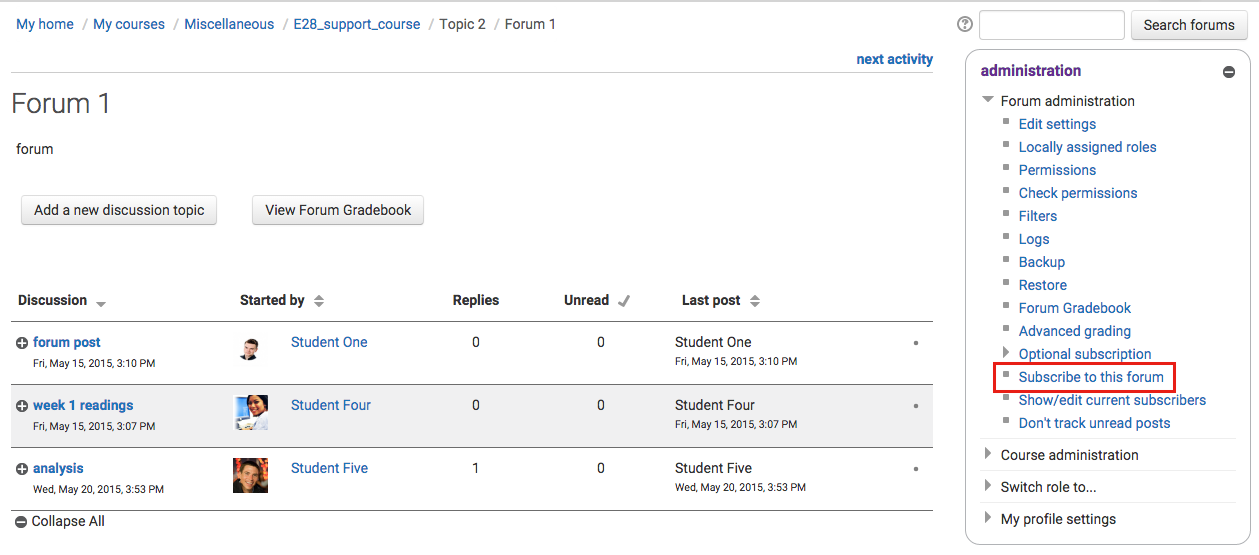 My home / My courses / Miscellaneous / E28_support_course / Topic 2 / Forum 1
Search forums
next activity
Forum 1
forum
Add a new discussion topic View Forum Gradebook
Discussion Started by Replies Unread Last post
forum post Student One 0 0 Student One
Fri, May 15, 2015, 3:10 PM Fri, May 15, 2015, 3:10 PM
week 1 readings Student Four 0 0 Student Four
Fri, May 15, 2015, 3:07 PM Fri, May 15, 2015, 3:07 PM
analysis Student Five 1 0 Student Five
Wed, May 20, 2015, 3:53 PM Wed, May 20, 2015, 3:53 PM
Collapse All
administration
Forum administration
Edit settings
Locally assigned roles
Permissions
Check permissions
Filters
Logs
Backup
Restore
Forum Gradebook
Advanced grading
Optional subscription
Subscribe to this forum
Show/edit current subscribers
Don't track unread posts
Course administration
Switch role to...
My profile settings